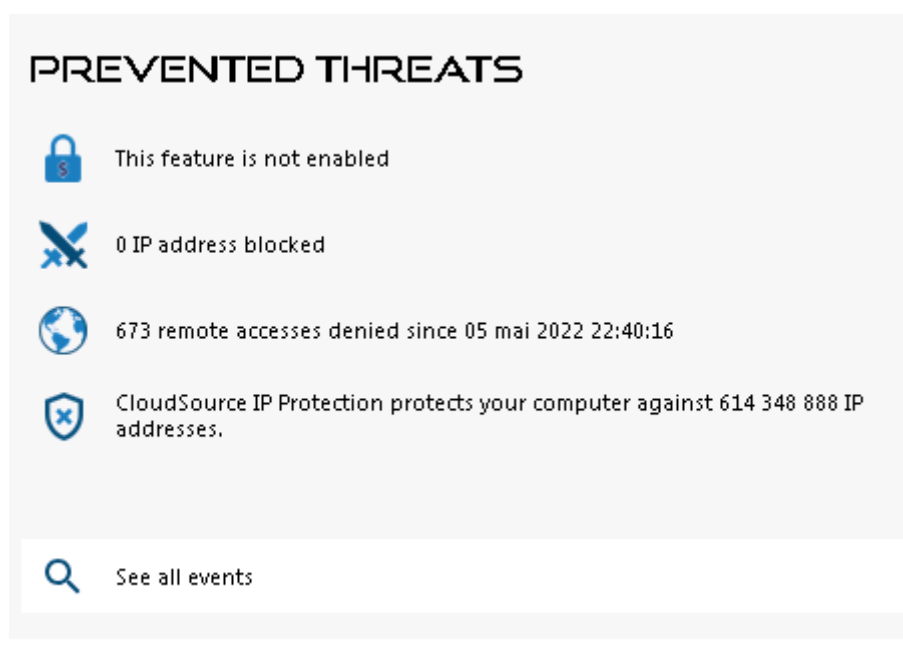 PREVENTED THREATS
This feature is not enabled
0 IP address blocked
673 remote accesses denied since 05 mai 2022 22:40:16
CloudSource IP Protection protects your computer against 614 348 888 IP
addresses.
See all events